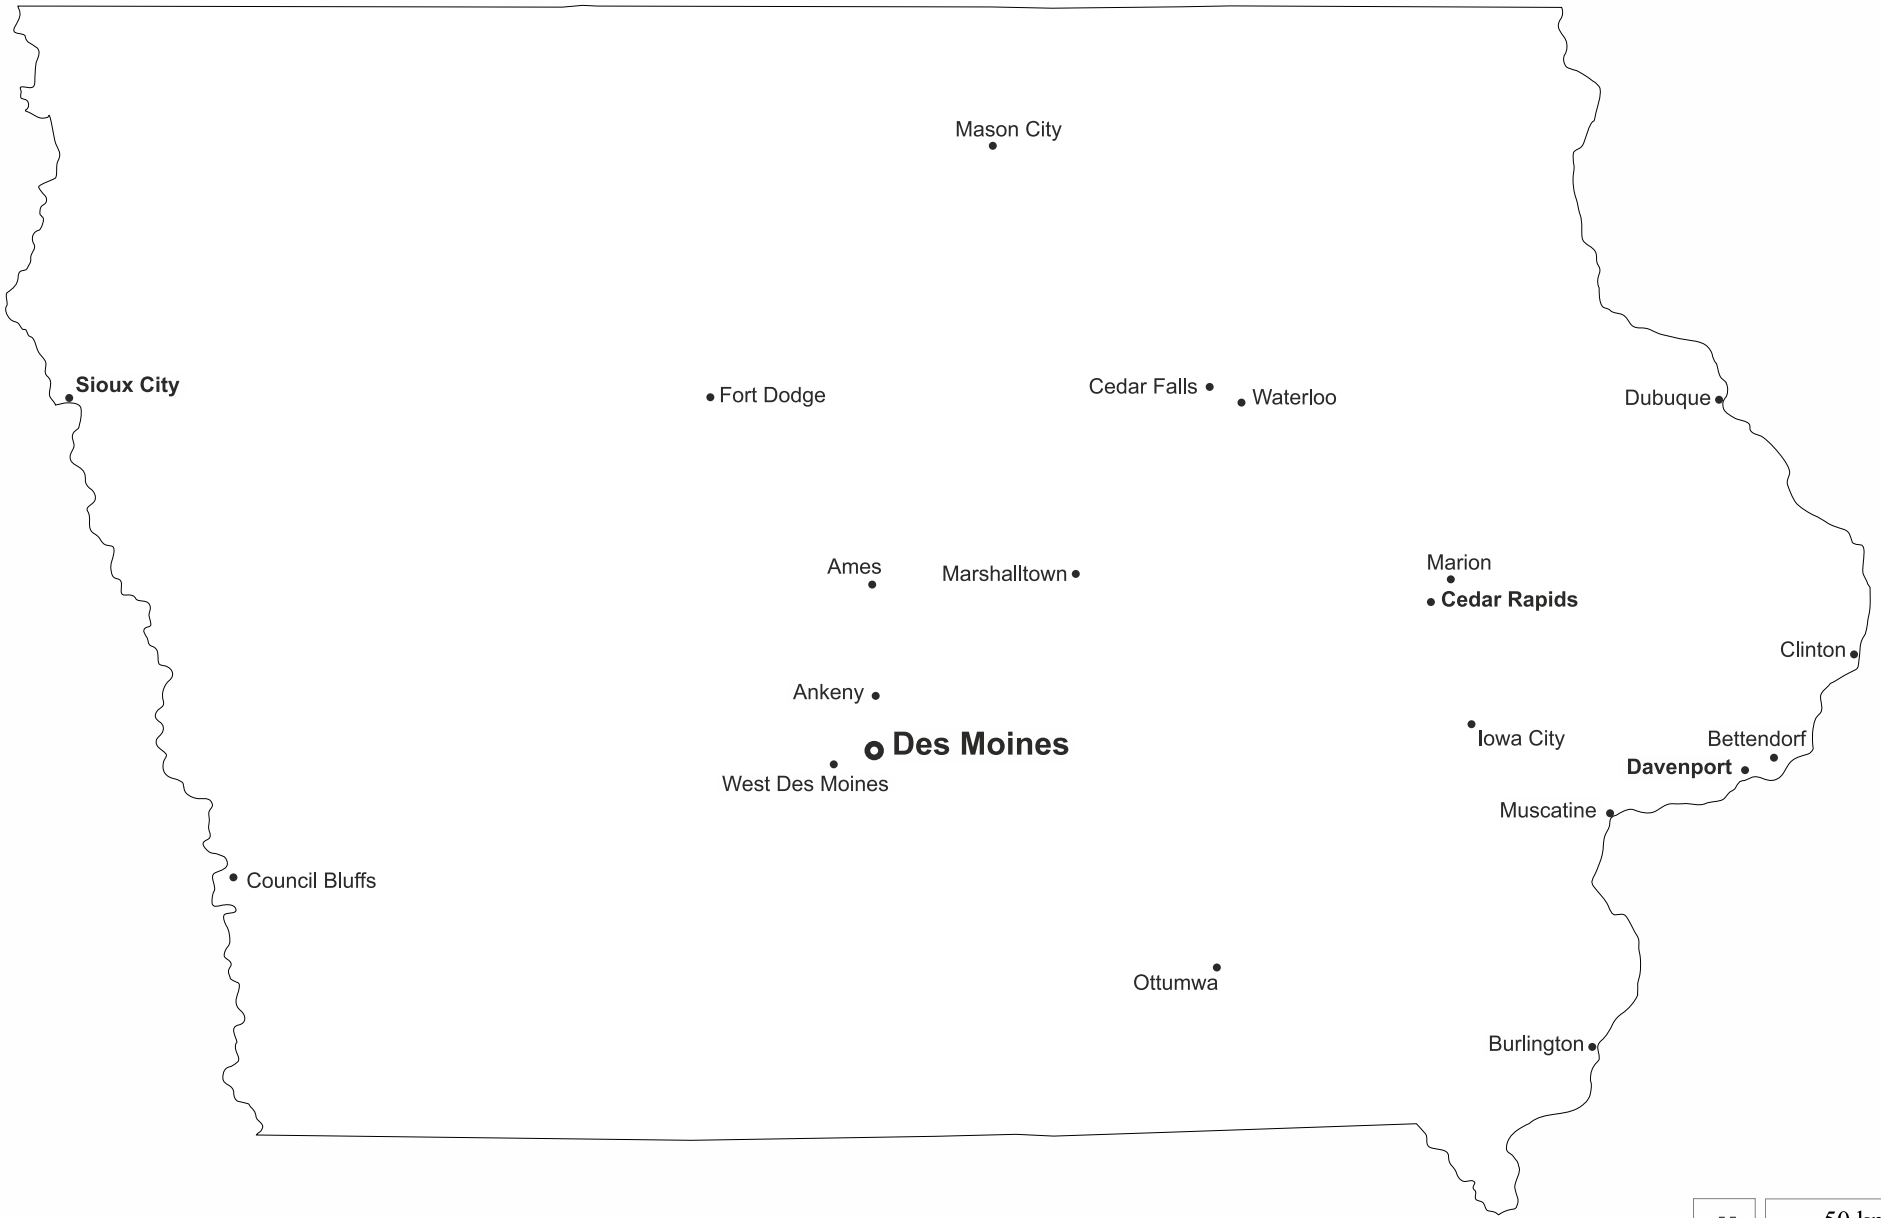 Mason City
Sioux City
Fort Dodge
Cedar Falls
Waterloo
Dubuque
Ames
Marshalltown
Marion
Cedar Rapids
Clinton
Ankeny
Des Moines
West Des Moines
Iowa City
Bettendorf
Davenport
Muscatine
Council Bluffs
Ottumwa
Burlington
50